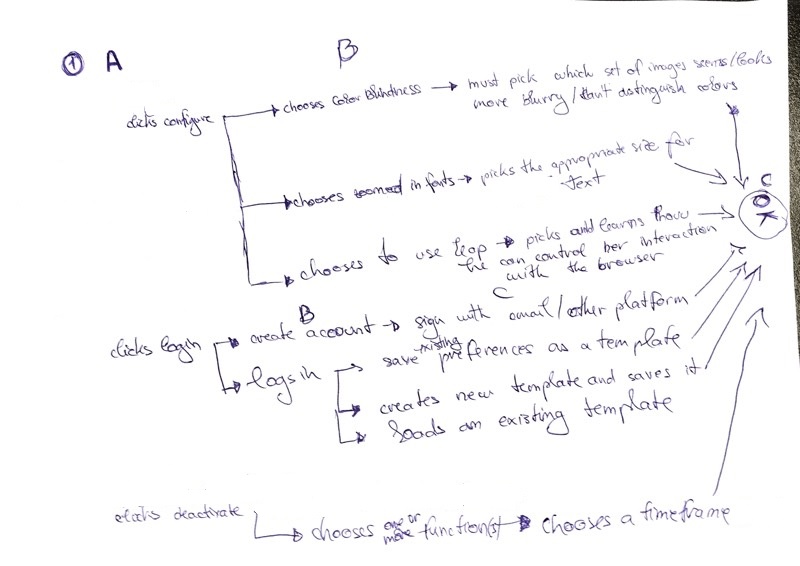 ① A
B
clicks configure
chooses Color Blindness → must pick which set of images seems/looks
more blurry / can't distinguish colors
chooses zoomed in fonts → picks the appropriate size for
text
C
OK
chooses to use Leap → picks and learns how
he can control her interaction
with the browser
B
C
clicks login
create account → sign with email/other platform
logs in
save existing preferences as a template
creates new template and saves it
loads an existing template
clicks deactivate
chooses one or more function(s) → chooses a timeframe